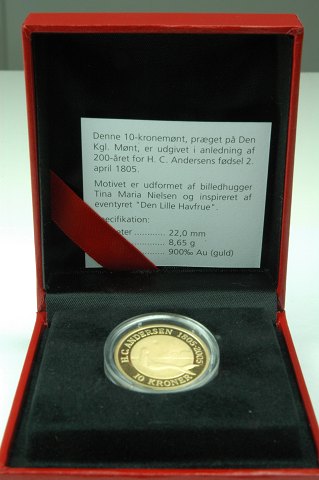 Denne 10-kronemønt, præget på Den
Kgl. Mønt, er udgivet i anledning af
200-året for H. C. Andersens fødsel 2.
april 1805.
Motivet er udformet af billedhugger
Tina Maria Nielsen og inspireret af
eventyret "Den Lille Havfrue".
Specifikation:
............ 22,0 mm
............ 8,65 g
............ 900‰ Au (guld)
H.C. ANDERSEN 1805-2005
10 KRONER